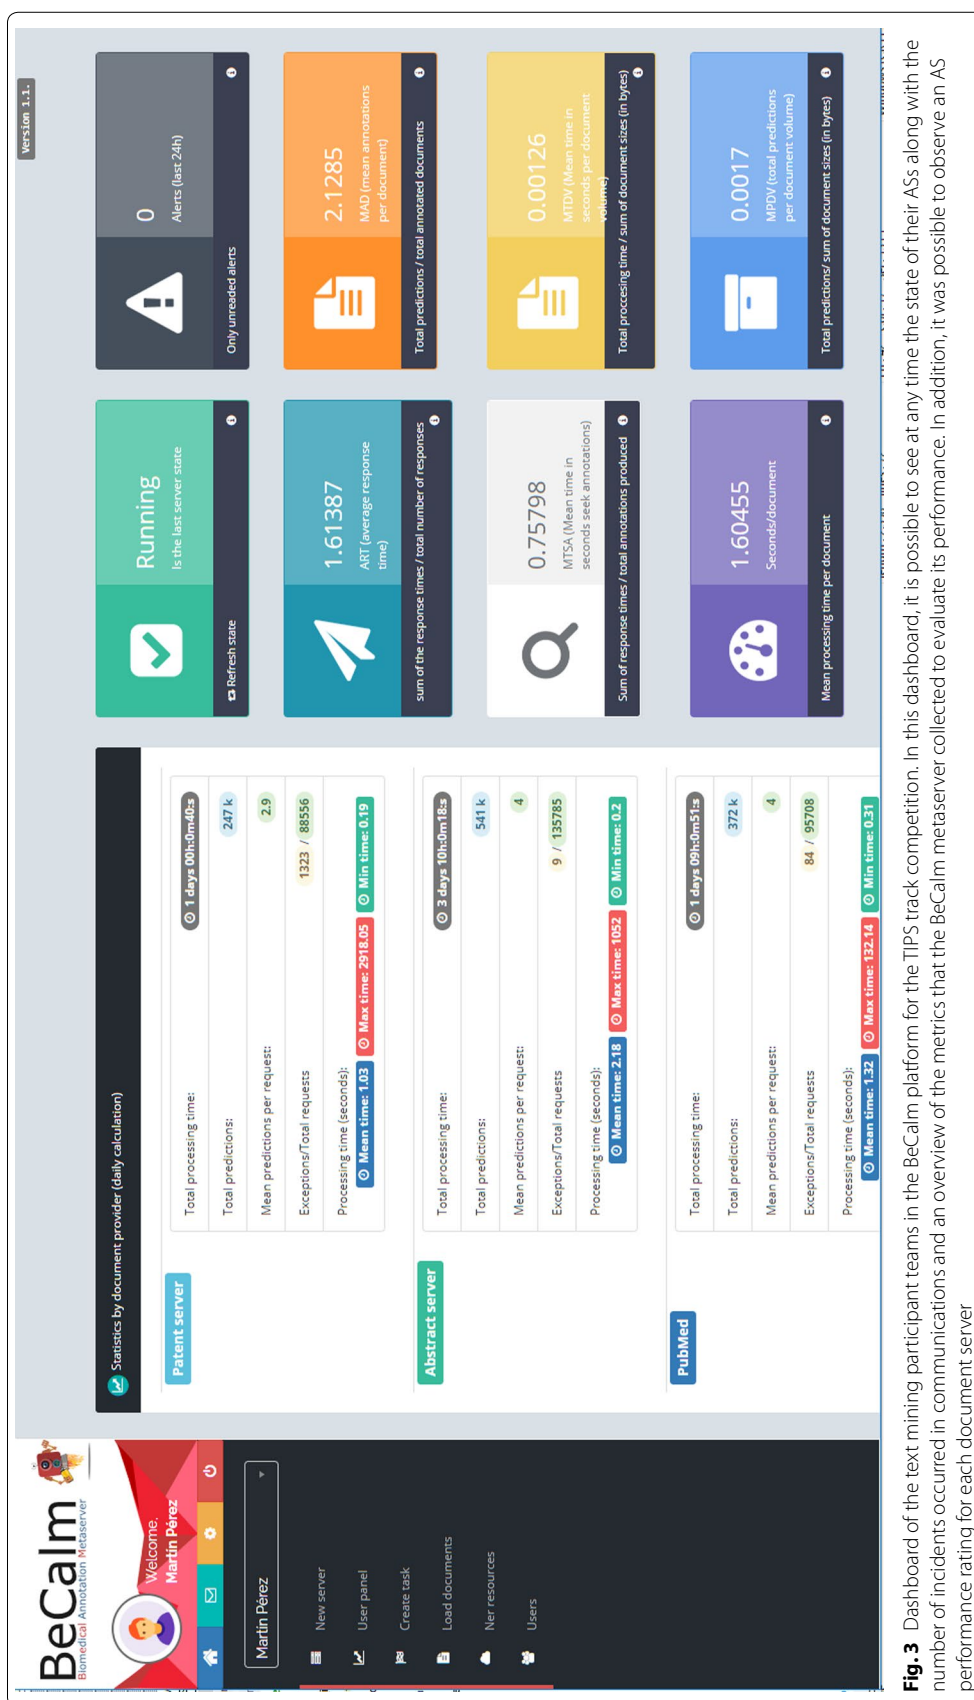 Version 1.1.
BeCalm
Biomedical Annotation Metaserver
Welcome,
Martin Pérez
Martin Pérez
New server
User panel
Create task
Load documents
Ner resources
Users
Statistics by document provider (daily calculation)
Patent server
Total processing time: 1 days 00h:0m40:s
Total predictions: 247 k
Mean predictions per request: 2.9
Exceptions/Total requests 1323 / 88556
Processing time (seconds):
Mean time: 1.03 Max time: 2918.05 Min time: 0.19
Abstract server
Total processing time: 3 days 10h:0m18:s
Total predictions: 541 k
Mean predictions per request: 4
Exceptions/Total requests 9 / 135785
Processing time (seconds):
Mean time: 2.18 Max time: 1052 Min time: 0.2
PubMed
Total processing time: 1 days 09h:0m51:s
Total predictions: 372 k
Mean predictions per request: 4
Exceptions/Total requests 84 / 95708
Processing time (seconds):
Mean time: 1.32 Max time: 132.14 Min time: 0.31
Running
Is the last server state
Refresh state
0
Alerts (last 24h)
Only unreaded alerts
1.61387
ART (average response
time)
sum of the response times / total number of responses
2.1285
MAD (mean annotations
per document)
Total predictions / total annotated documents
0.75798
MTSA (Mean time in
seconds seek annotations)
Sum of response times / total annotations produced
0.00126
MTDV (Mean time in
seconds per document
volume)
Total proccesing time / sum of document sizes (in bytes)
1.60455
Seconds/document
Mean processing time per document
0.0017
MPDV (total predictions
per document volume)
Total predictions/ sum of document sizes (in bytes)
Fig. 3 Dashboard of the text mining participant teams in the BeCalm platform for the TIPS track competition. In this dashboard, it is possible to see at any time the state of their ASs along with the
number of incidents occurred in communications and an overview of the metrics that the BeCalm metaserver collected to evaluate its performance. In addition, it was possible to observe an AS
performance rating for each document server